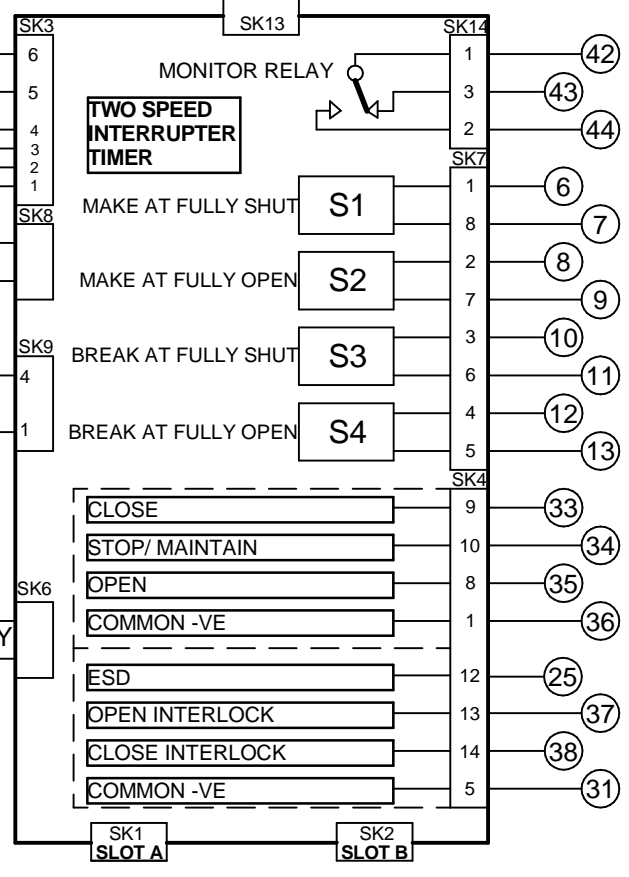 SK3
SK13
SK14
6
MONITOR RELAY
1
42
5
3
43
TWO SPEED
INTERRUPTER
TIMER
4
2
44
3
2
1
SK7
MAKE AT FULLY SHUT
S1
1
6
SK8
8
7
MAKE AT FULLY OPEN
S2
2
8
7
9
SK9
BREAK AT FULLY SHUT
S3
3
10
4
6
11
1
BREAK AT FULLY OPEN
S4
4
12
5
13
SK4
CLOSE
9
33
STOP/ MAINTAIN
10
34
SK6
OPEN
8
35
COMMON -VE
1
36
Y
ESD
12
25
OPEN INTERLOCK
13
37
CLOSE INTERLOCK
14
38
COMMON -VE
5
31
SK1
SLOT A
SK2
SLOT B